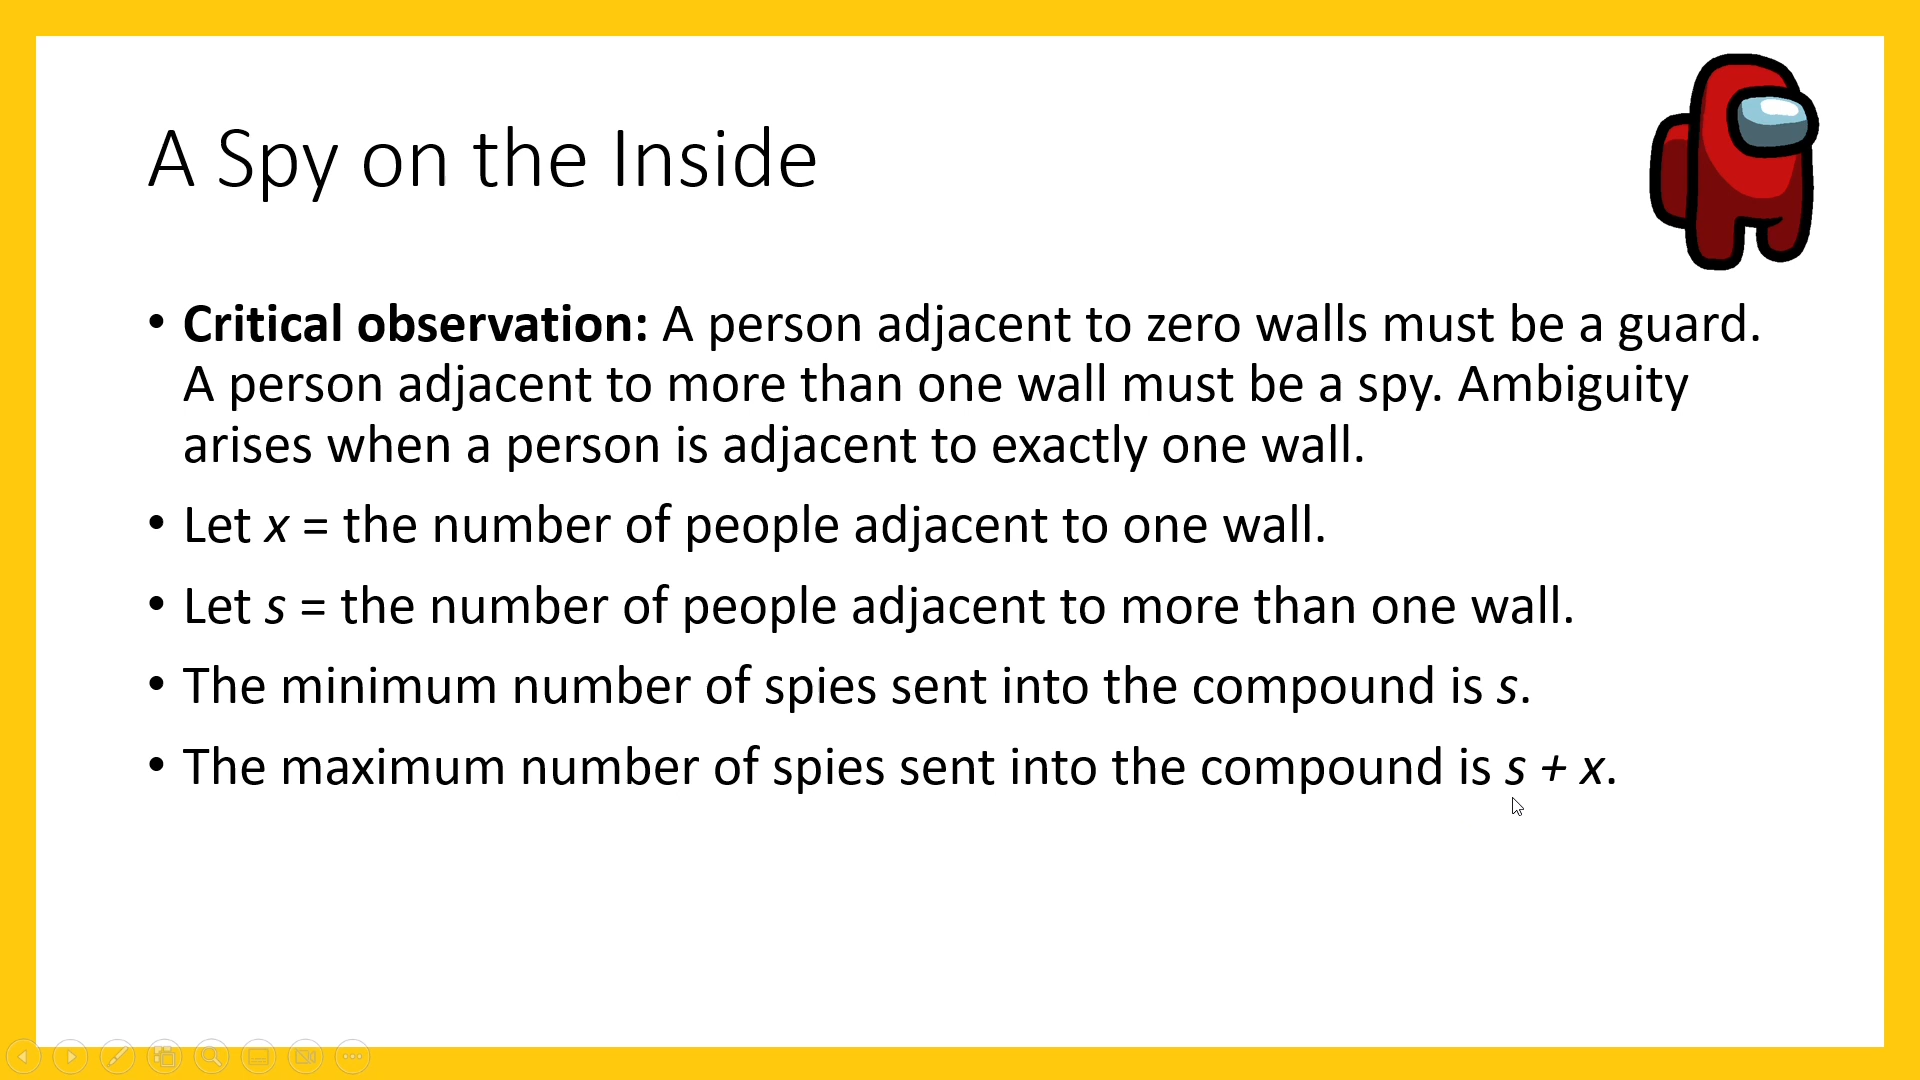 A Spy on the Inside
• Critical observation: A person adjacent to zero walls must be a guard.
A person adjacent to more than one wall must be a spy. Ambiguity
arises when a person is adjacent to exactly one wall.
• Let x = the number of people adjacent to one wall.
• Let s = the number of people adjacent to more than one wall.
• The minimum number of spies sent into the compound is s.
• The maximum number of spies sent into the compound is s + x.